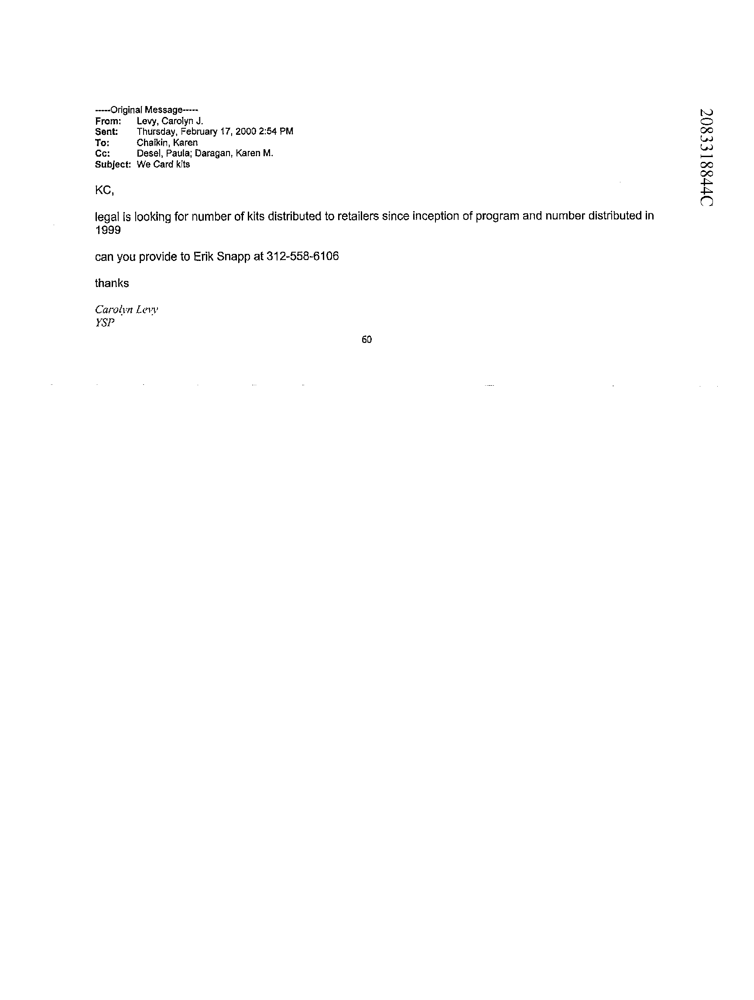 -----Original Message-----
From: Levy, Carolyn J.
Sent: Thursday, February 17, 2000 2:54 PM
To: Chaikin, Karen
Cc: Desel, Paula; Daragan, Karen M.
Subject: We Card kits
KC,
legal is looking for number of kits distributed to retailers since inception of program and number distributed in
1999
can you provide to Erik Snapp at 312-558-6106
thanks
Carolyn Levy
YSP
60
2083318844C